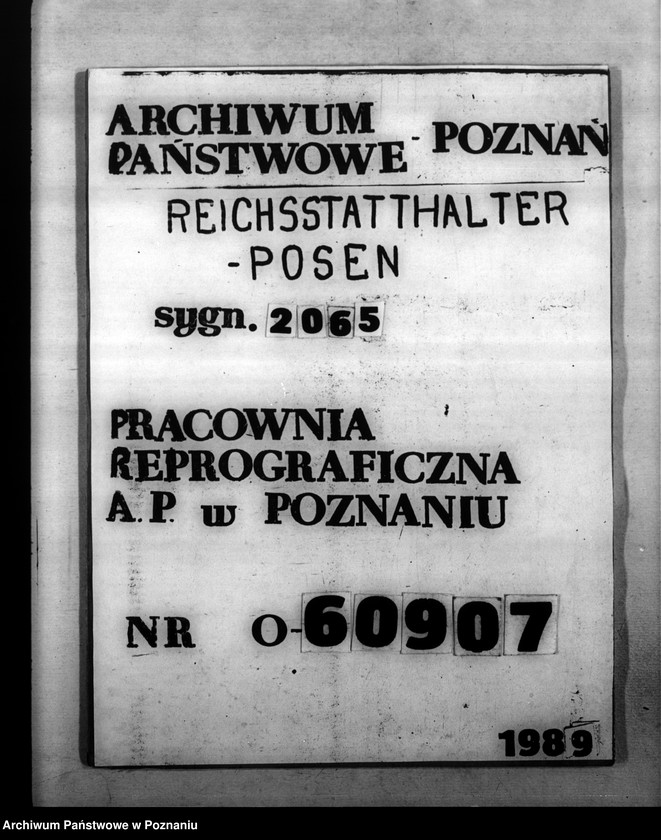 ARCHIWUM
PAŃSTWOWE - POZNAŃ
REICHSSTATTHALTER
-POSEN
sygn. 2065
PRACOWNIA
REPROGRAFICZNA
A.P. w POZNANIU
NR O-60907
1989
Archiwum Państwowe w Poznaniu